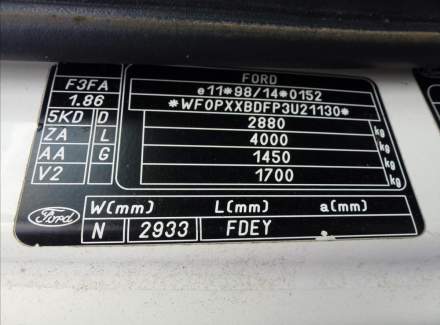 FORD
F3FA
e11*98/14*0152
1.86
*WF0PXXBDFP3U21130*
5KD D 2880 kg
ZA L 4000 kg
AA G 1450 kg
V2 1700 kg
Ford W(mm) L(mm) a(mm)
N 2933 FDEY